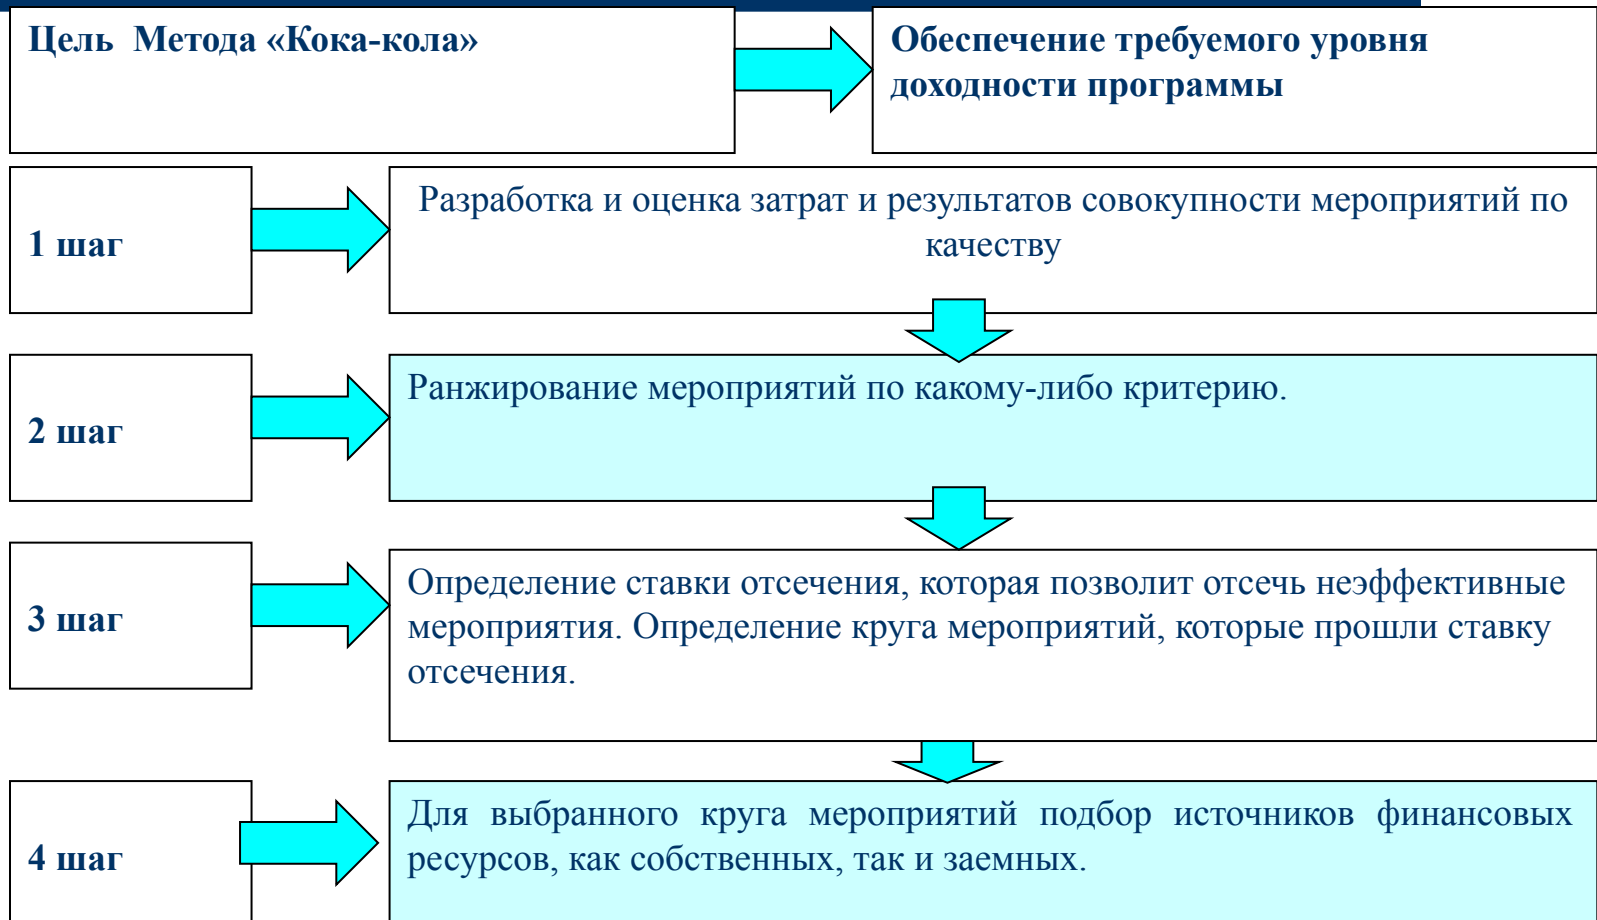 Цель Метода «Кока-кола»
Обеспечение требуемого уровня
доходности программы
1 шаг
Разработка и оценка затрат и результатов совокупности мероприятий по
качеству
2 шаг
Ранжирование мероприятий по какому-либо критерию.
3 шаг
Определение ставки отсечения, которая позволит отсечь неэффективные
мероприятия. Определение круга мероприятий, которые прошли ставку
отсечения.
4 шаг
Для выбранного круга мероприятий подбор источников финансовых
ресурсов, как собственных, так и заемных.